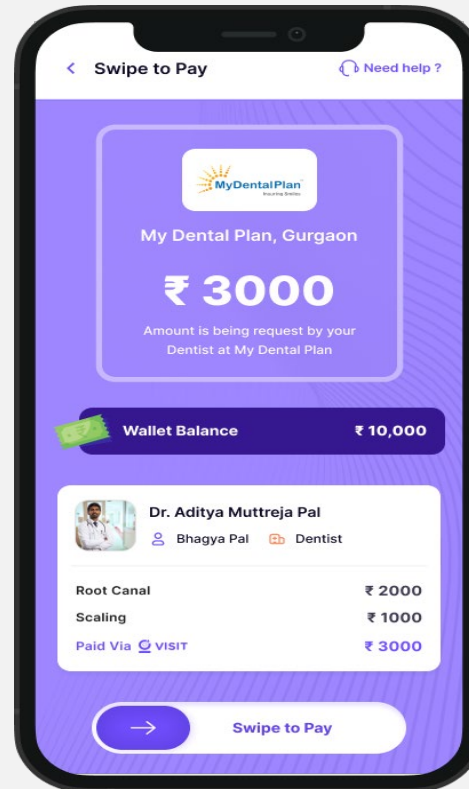 Swipe to Pay
Need help ?
MyDentalPlan
Insuring Smiles
My Dental Plan, Gurgaon
₹ 3000
Amount is being request by your
Dentist at My Dental Plan
Wallet Balance ₹ 10,000
Dr. Aditya Muttreja Pal
Bhagya Pal Dentist
Root Canal ₹ 2000
Scaling ₹ 1000
Paid Via VISIT ₹ 3000
Swipe to Pay